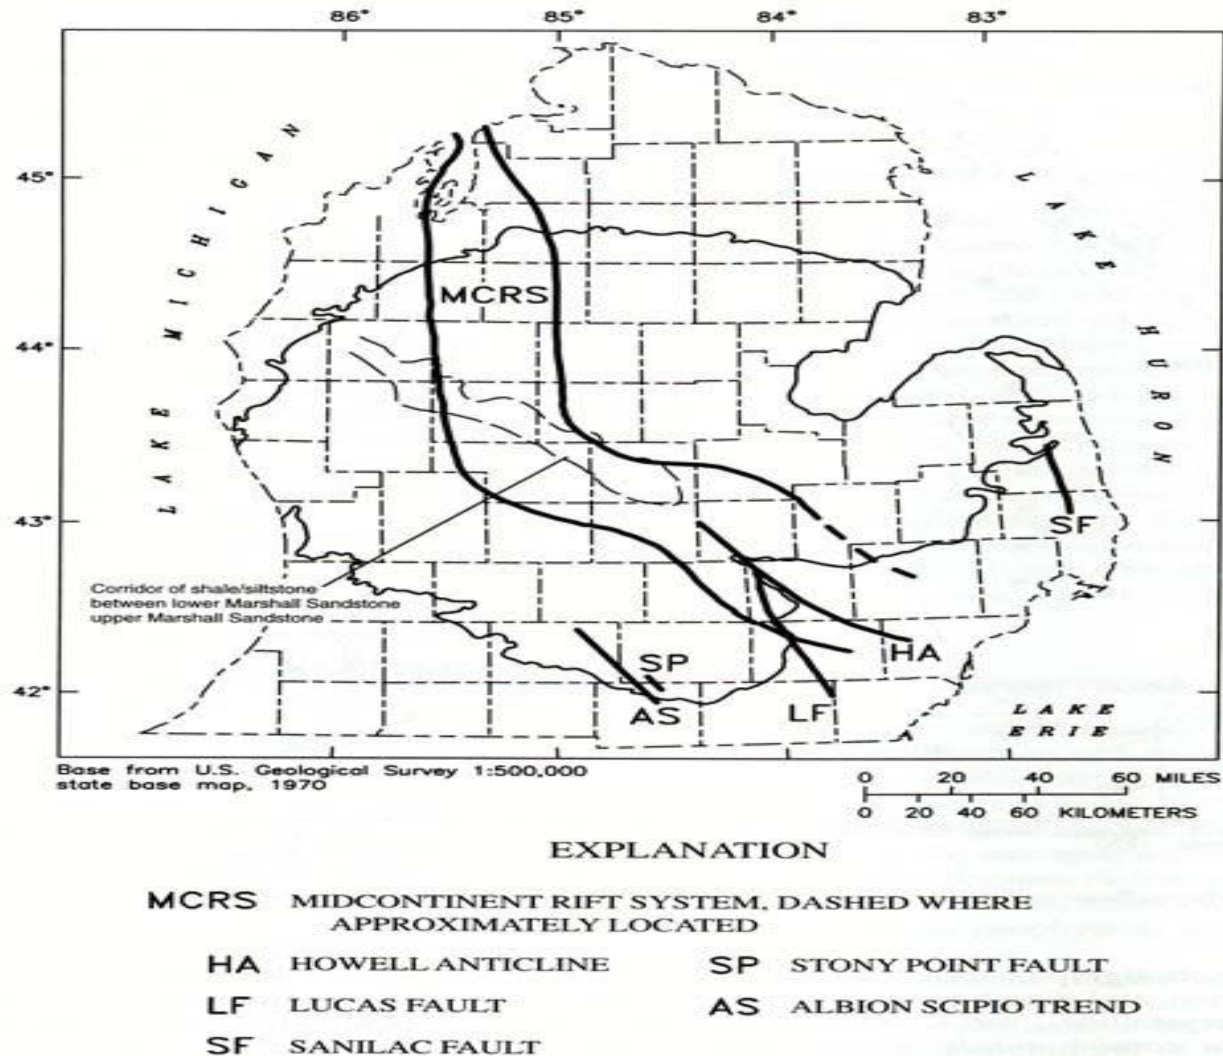 86° 85° 84° 83°
45°
44°
43°
42°
LAKE MICHIGAN
LAKE HURON
MCRS
SF
Corridor of shale/siltstone
between lower Marshall Sandstone
upper Marshall Sandstone
HA
SP
AS
LF
LAKE
ERIE
Base from U.S. Geological Survey 1:500,000
state base map, 1970
0 20 40 60 MILES
0 20 40 60 KILOMETERS
EXPLANATION
MCRS MIDCONTINENT RIFT SYSTEM, DASHED WHERE
APPROXIMATELY LOCATED
HA HOWELL ANTICLINE SP STONY POINT FAULT
LF LUCAS FAULT AS ALBION SCIPIO TREND
SF SANILAC FAULT